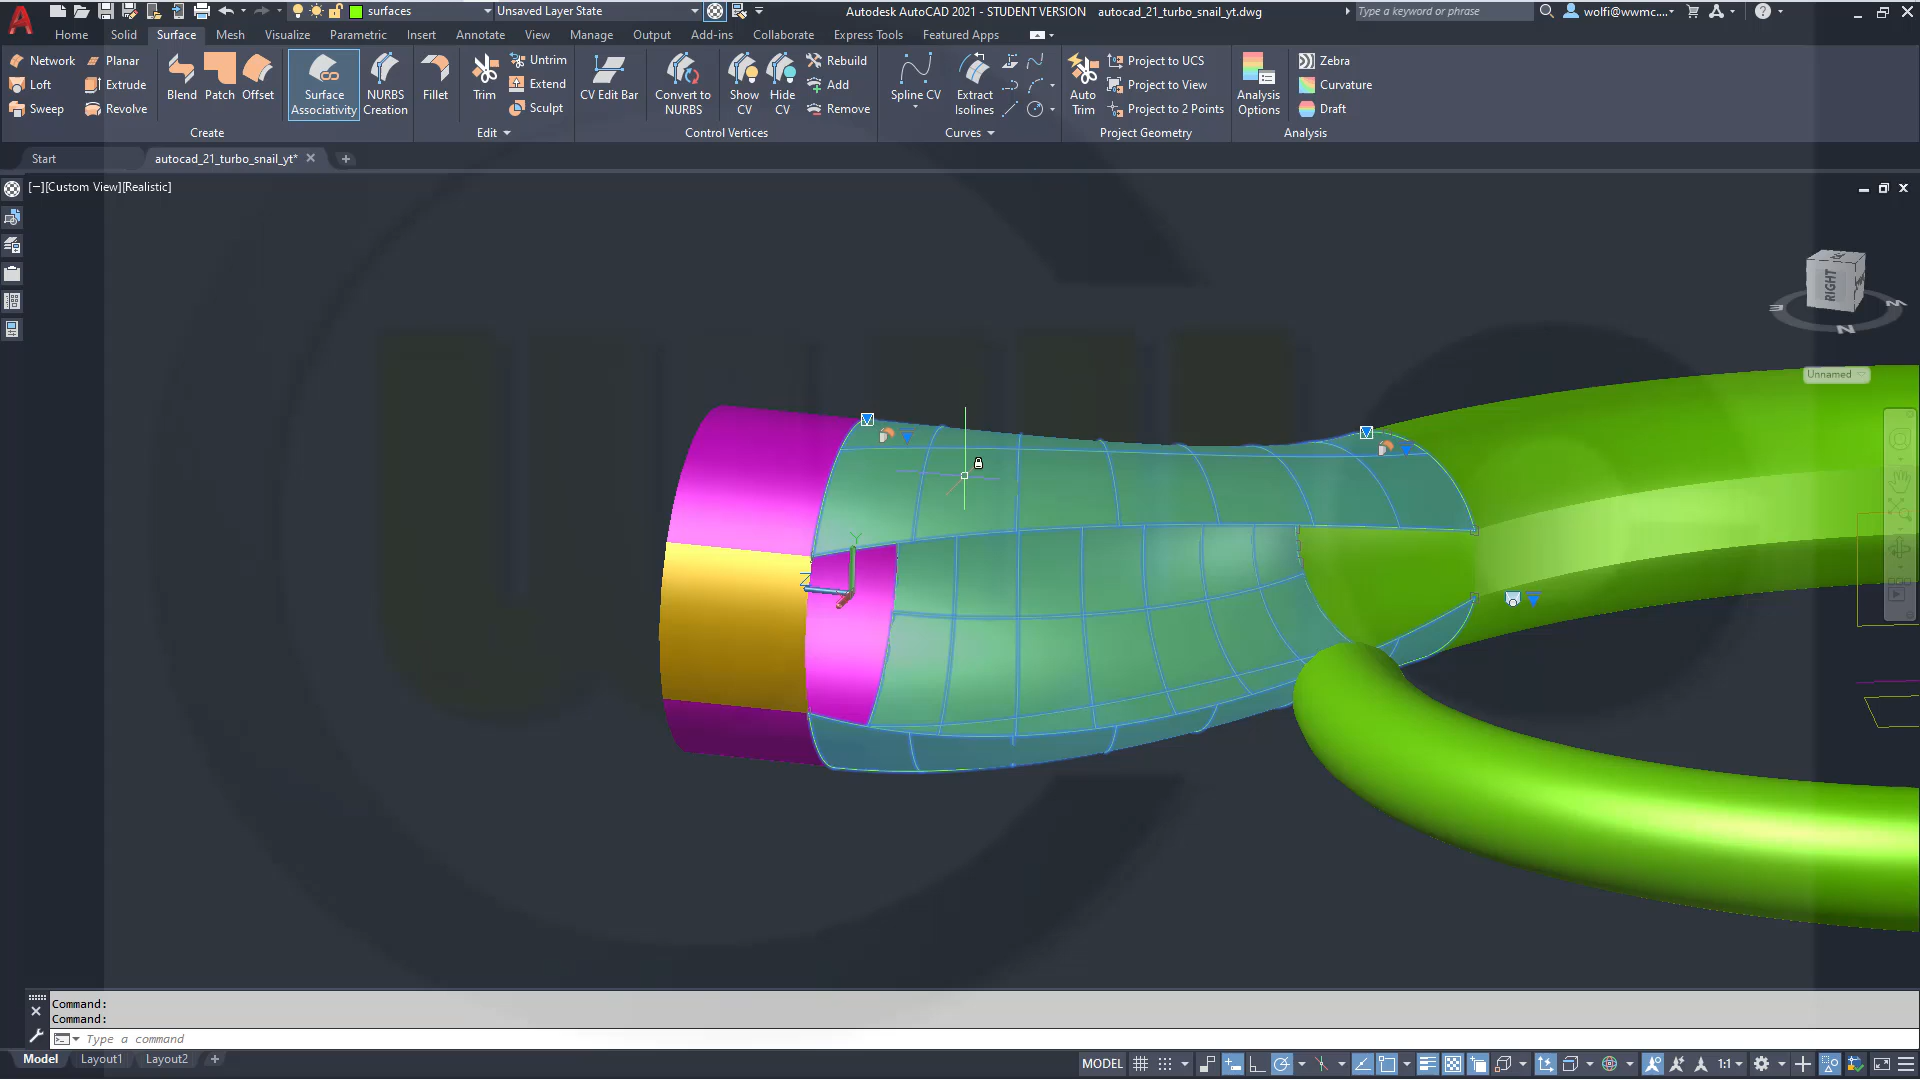 surfaces Unsaved Layer State Autodesk AutoCAD 2021 - STUDENT VERSION autocad_21_turbo_snail_yt.dwg Type a keyword or phrase wolfi@wwmc....
Home Solid Surface Mesh Visualize Parametric Insert Annotate View Manage Output Add-ins Collaborate Express Tools Featured Apps
Network Planar
Loft Extrude
Sweep Revolve
Blend Patch Offset
Surface Associativity
NURBS Creation
Fillet
Trim
Untrim
Extend
Sculpt
CV Edit Bar
Convert to NURBS
Show CV
Hide CV
Rebuild
Add
Remove
Spline CV
Extract Isolines
Auto Trim
Project to UCS
Project to View
Project to 2 Points
Analysis Options
Zebra
Curvature
Draft
Create Edit Control Vertices Curves Project Geometry Analysis
Start autocad_21_turbo_snail_yt*
[−][Custom View][Realistic]
RIGHT
N
Unnamed
Y
Z
Command:
Command:
Type a command
Model Layout1 Layout2 MODEL 1:1